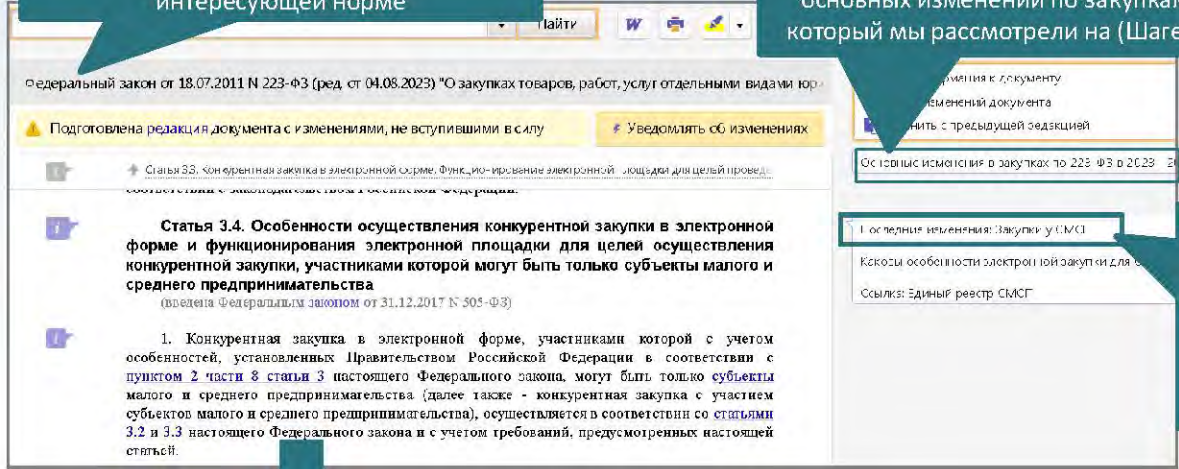 интересующей норме
основных изменений по закупкам
который мы рассмотрели на (Шаге
Найти
W
Федеральный закон от 18.07.2011 N 223-ФЗ (ред. от 04.08.2023) "О закупках товаров, работ, услуг отдельными видами юр
Подготовлена редакция документа с изменениями, не вступившими в силу
Уведомлять об изменениях
документу
изменений документа
с предыдущей редакцией
Основные изменения в закупках по 223-ФЗ в 2023
Последние изменения: Закупки у СМСП
Каковы особенности электронной закупки для
Ссылка: Единый реестр СМСП
Статья 3.3. Конкурентная закупка в электронной форме. Функционирование электронной площадки для целей проведе
соответствии с законодательством Российской Федерации.
Статья 3.4. Особенности осуществления конкурентной закупки в электронной
форме и функционирования электронной площадки для целей осуществления
конкурентной закупки, участниками которой могут быть только субъекты малого и
среднего предпринимательства
(введена Федеральным законом от 31.12.2017 N 505-ФЗ)
1. Конкурентная закупка в электронной форме, участниками которой с учетом
особенностей, установленных Правительством Российской Федерации в соответствии с
пунктом 2 части 8 статьи 3 настоящего Федерального закона, могут быть только субъекты
малого и среднего предпринимательства (далее также - конкурентная закупка с участием
субъектов малого и среднего предпринимательства), осуществляется в соответствии со статьями
3.2 и 3.3 настоящего Федерального закона и с учетом требований, предусмотренных настоящей
статьей.